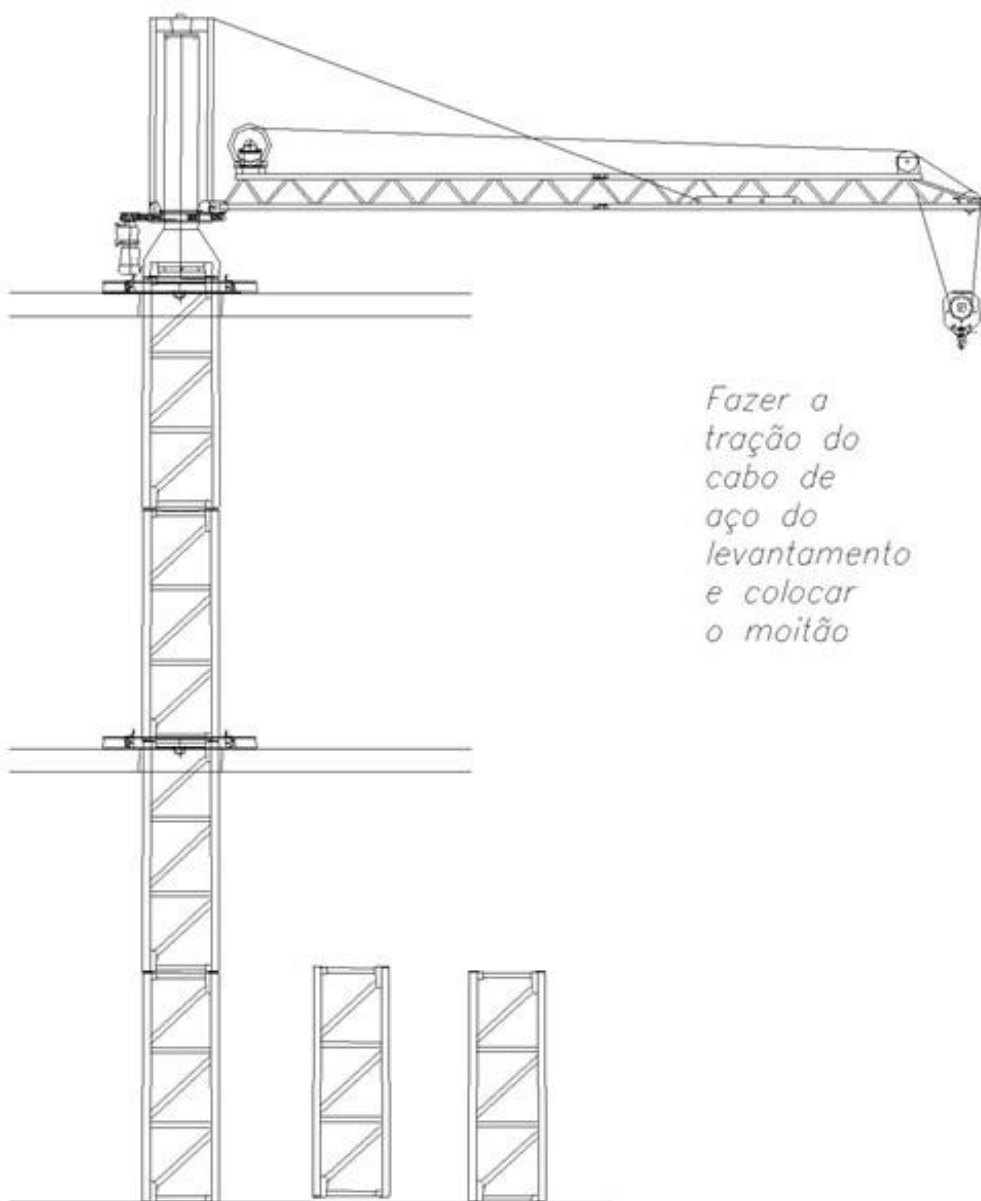 Fazer a
tração do
cabo de
aço do
levantamento
e colocar
o moitão